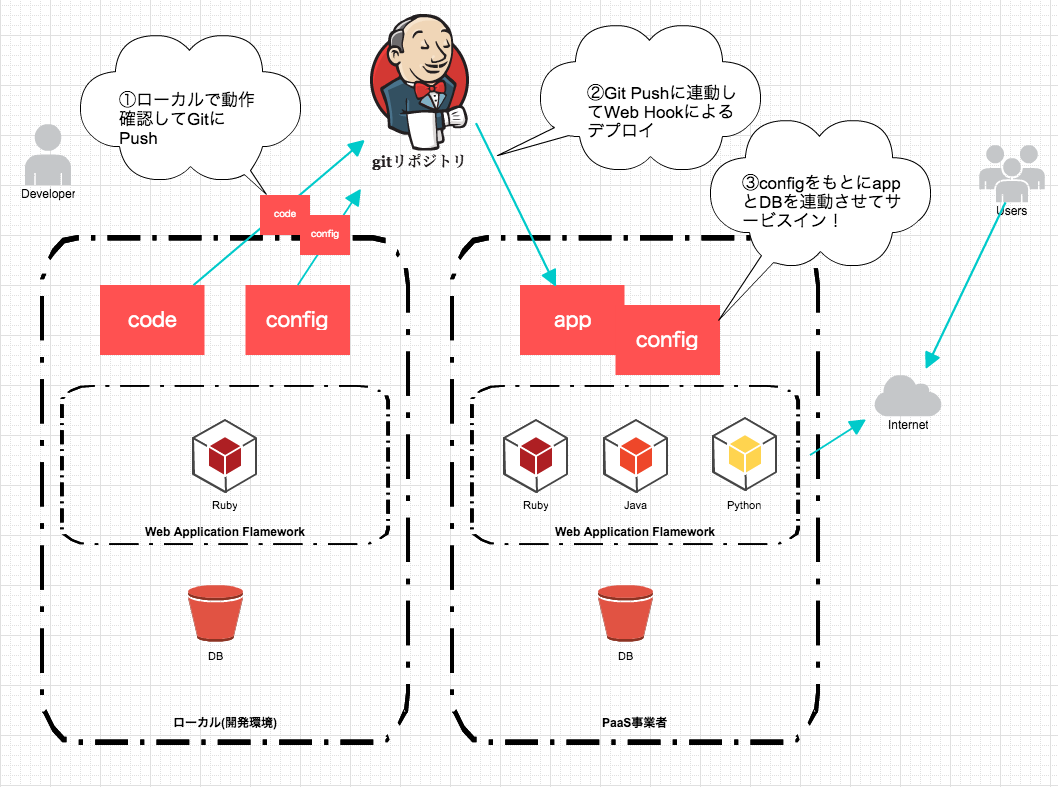 ①ローカルで動作
確認してGitに
Push
gitリポジトリ
②Git Pushに連動し
てWeb Hookによる
デプロイ
③configをもとにapp
とDBを連動させてサ
ービスイン！
Developer
Users
code
config
code
config
app
config
Internet
Ruby
Web Application Flamework
DB
ローカル(開発環境)
Ruby
Java
Python
Web Application Flamework
DB
PaaS事業者